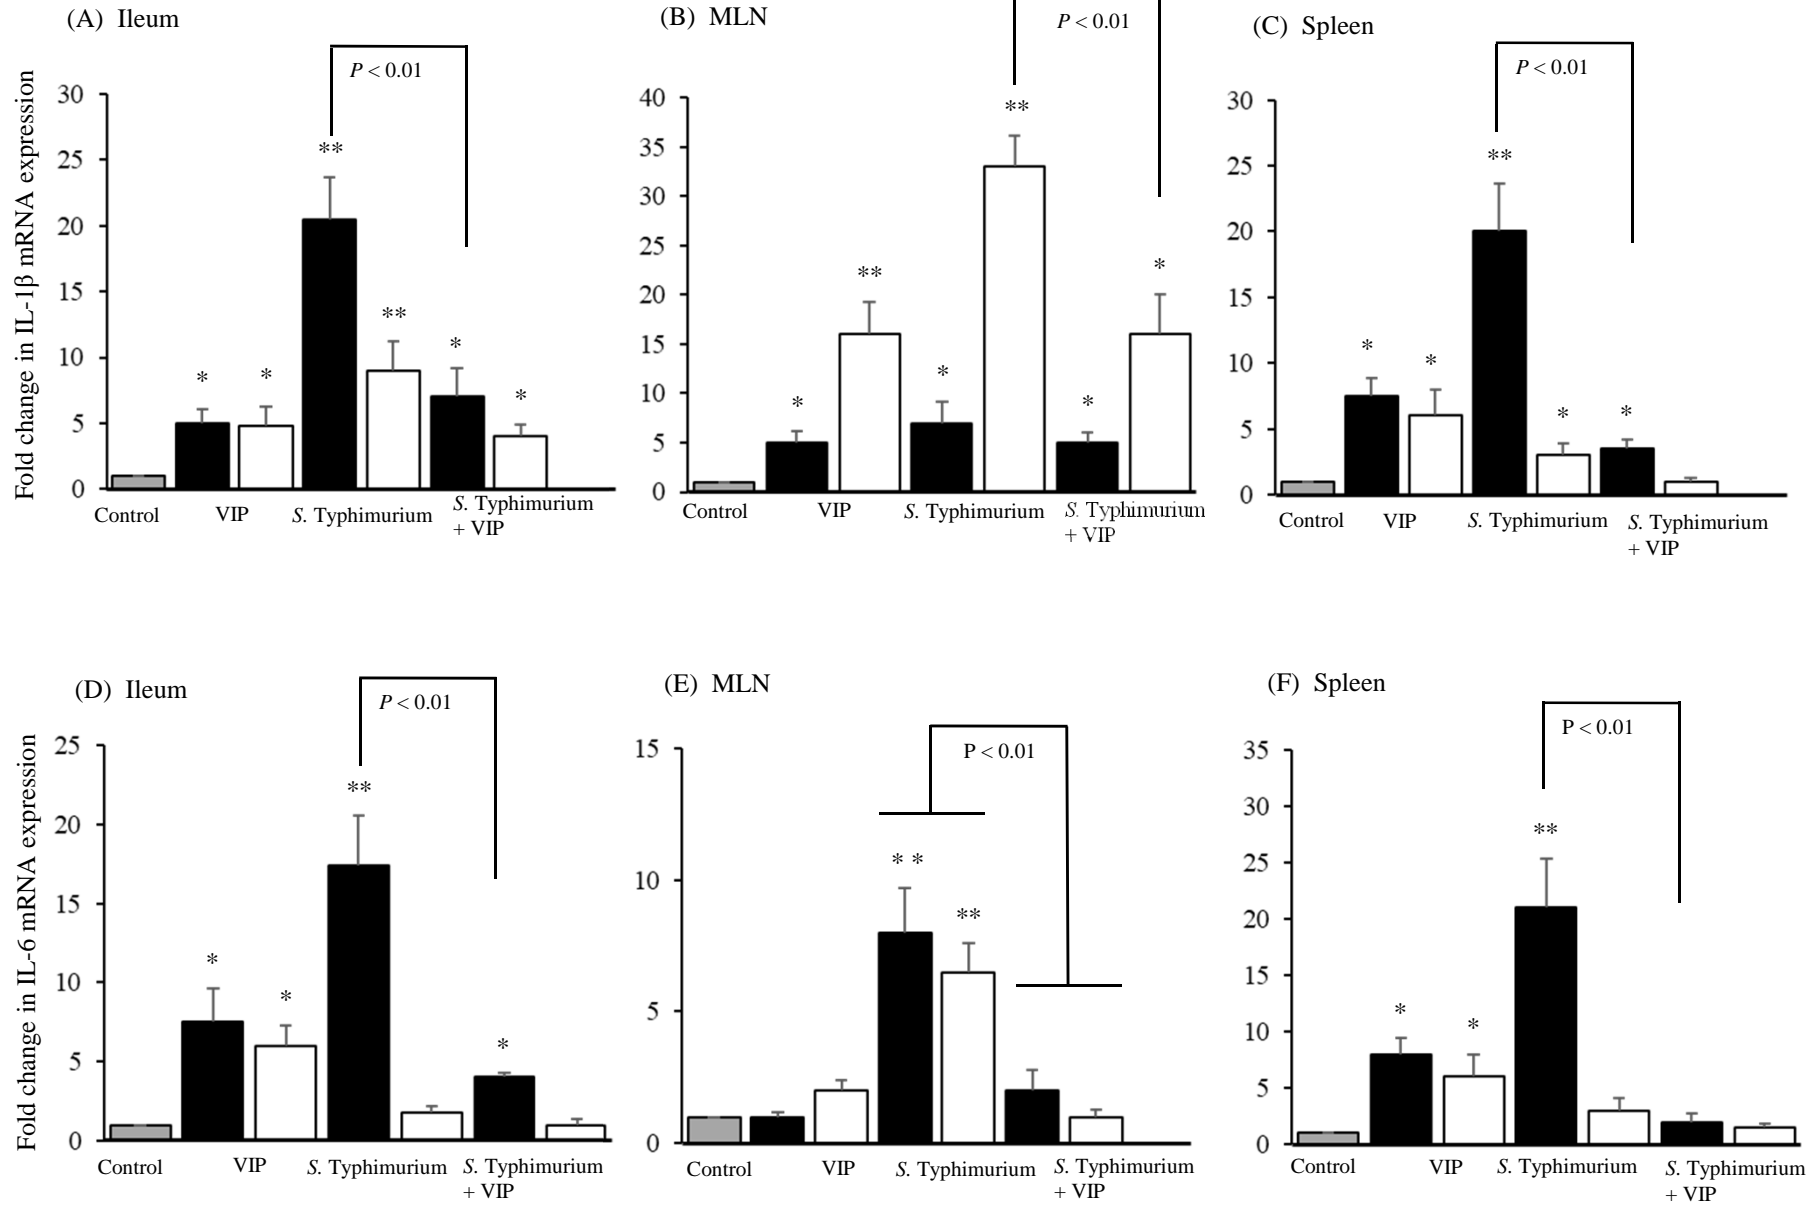 (A) Ileum
P < 0.01
Fold change in IL-1β mRNA expression
30
25
20
15
10
5
0
**
**
*
*
*
*
Control
VIP
S. Typhimurium
S. Typhimurium
+ VIP
(B) MLN
P < 0.01
40
35
30
25
20
15
10
5
0
**
**
*
*
*
*
Control
VIP
S. Typhimurium
S. Typhimurium
+ VIP
(C) Spleen
P < 0.01
30
25
20
15
10
5
0
**
*
*
*
*
Control
VIP
S. Typhimurium
S. Typhimurium
+ VIP
(D) Ileum
P < 0.01
Fold change in IL-6 mRNA expression
25
20
15
10
5
0
**
*
*
*
Control
VIP
S. Typhimurium
S. Typhimurium
+ VIP
(E) MLN
P < 0.01
15
10
5
0
* *
**
Control
VIP
S. Typhimurium
S. Typhimurium
+ VIP
(F) Spleen
P < 0.01
35
30
25
20
15
10
5
0
**
*
*
Control
VIP
S. Typhimurium
S. Typhimurium
+ VIP